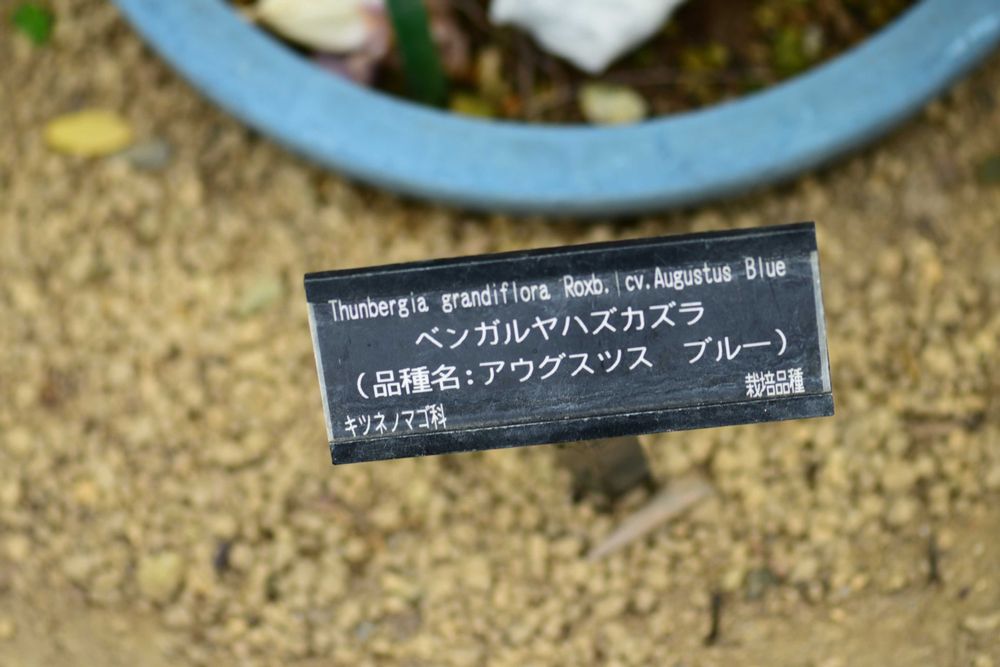 Thunbergia grandiflora Roxb. | cv.Augustus Blue
ベンガルヤハズカズラ
(品種名:アウグスツス ブルー)
栽培品種
キツネノマゴ科